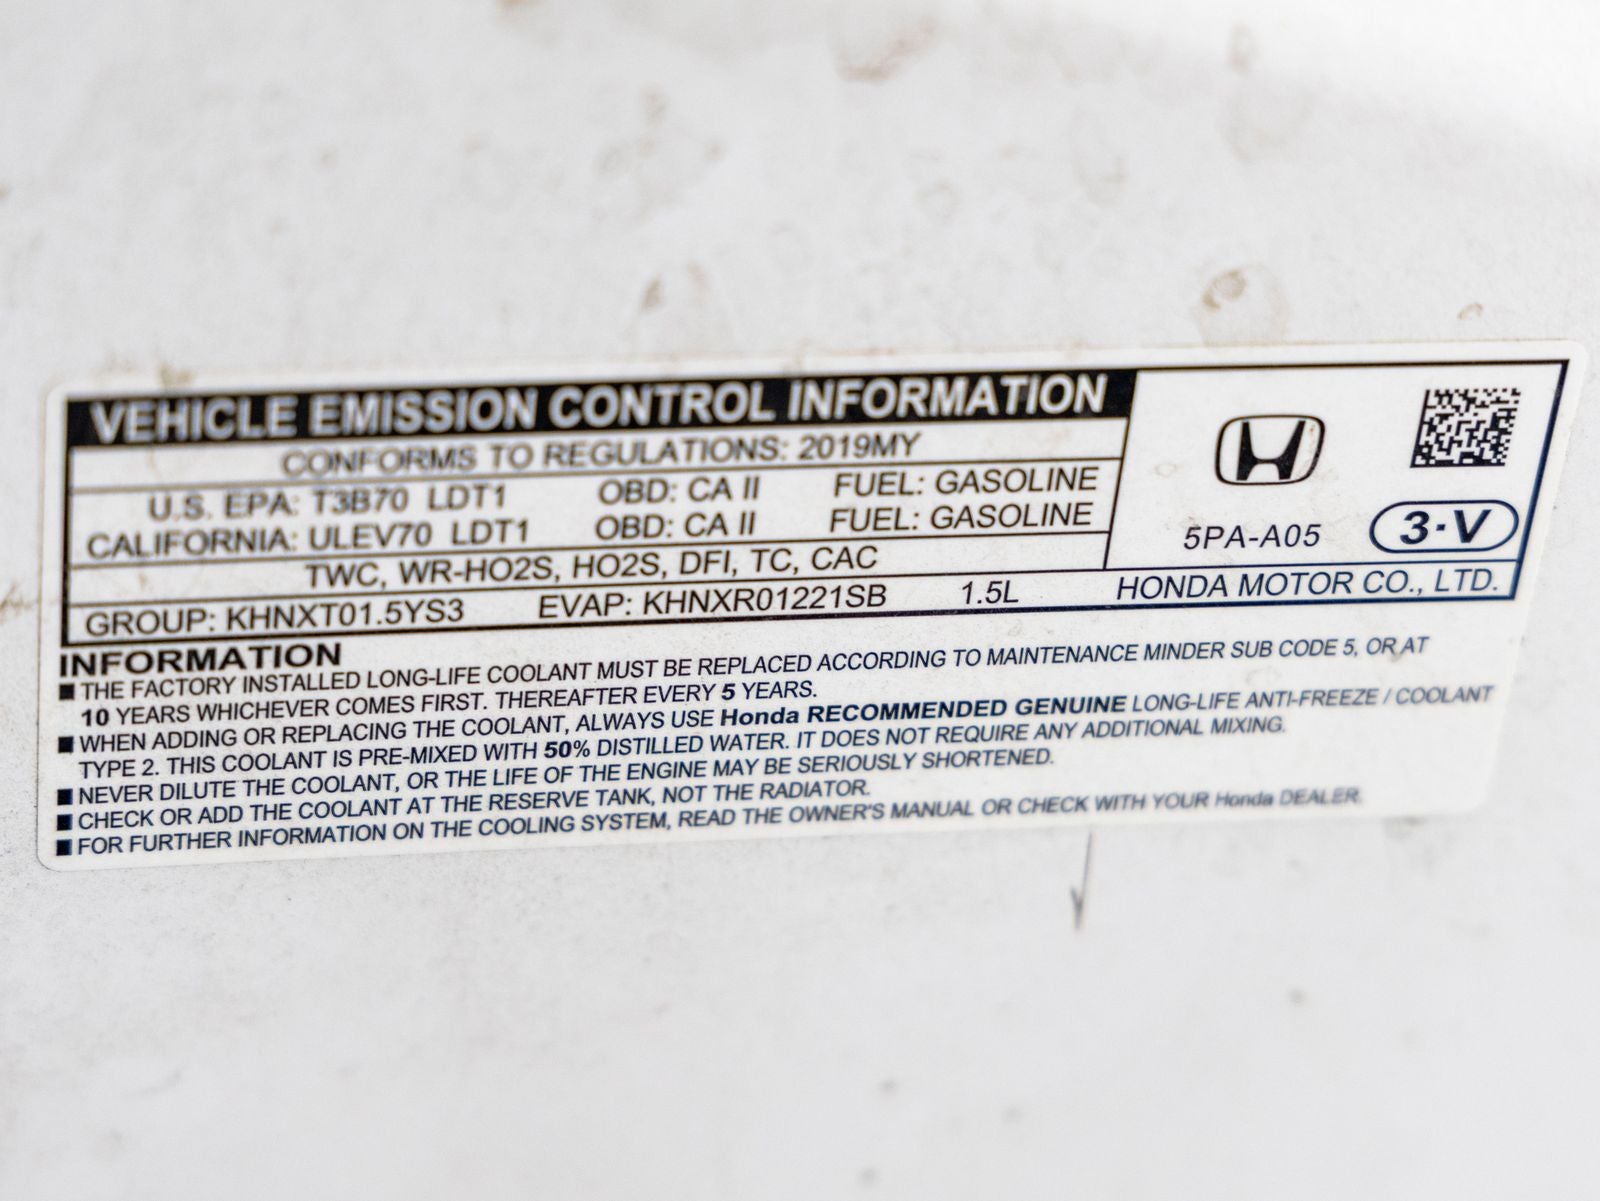 VEHICLE EMISSION CONTROL INFORMATION
CONFORMS TO REGULATIONS: 2019MY
U.S. EPA: T3B70 LDT1 OBD: CA II FUEL: GASOLINE
CALIFORNIA: ULEV70 LDT1 OBD: CA II FUEL: GASOLINE
TWC, WR-HO2S, HO2S, DFI, TC, CAC
GROUP: KHNXT01.5YS3 EVAP: KHNXR01221SB 1.5L
5PA-A05 3·V
HONDA MOTOR CO., LTD.
INFORMATION
■ THE FACTORY INSTALLED LONG-LIFE COOLANT MUST BE REPLACED ACCORDING TO MAINTENANCE MINDER SUB CODE 5, OR AT
10 YEARS WHICHEVER COMES FIRST. THEREAFTER EVERY 5 YEARS.
■ WHEN ADDING OR REPLACING THE COOLANT, ALWAYS USE Honda RECOMMENDED GENUINE LONG-LIFE ANTI-FREEZE / COOLANT
TYPE 2. THIS COOLANT IS PRE-MIXED WITH 50% DISTILLED WATER. IT DOES NOT REQUIRE ANY ADDITIONAL MIXING.
■ NEVER DILUTE THE COOLANT, OR THE LIFE OF THE ENGINE MAY BE SERIOUSLY SHORTENED.
■ CHECK OR ADD THE COOLANT AT THE RESERVE TANK, NOT THE RADIATOR.
■ FOR FURTHER INFORMATION ON THE COOLING SYSTEM, READ THE OWNER'S MANUAL OR CHECK WITH YOUR Honda DEALER.